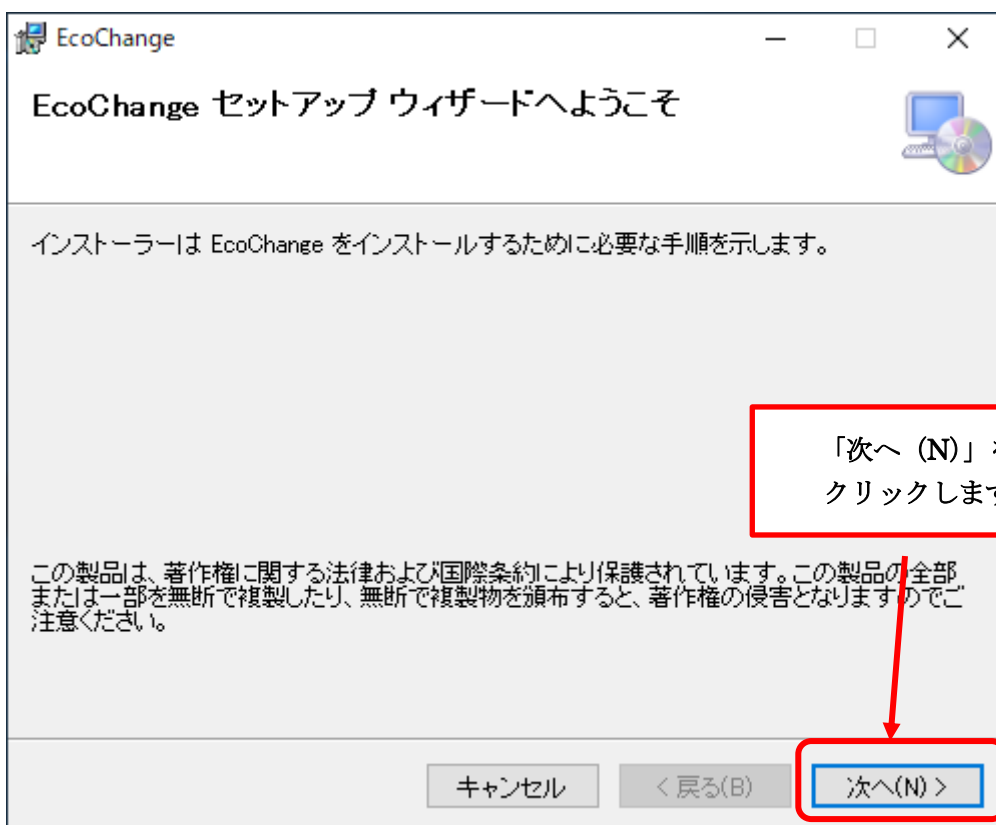 EcoChange
EcoChange セットアップ ウィザードへようこそ
インストーラーは EcoChange をインストールするために必要な手順を示します。
「次へ（N）」
クリックしま
この製品は、著作権に関する法律および国際条約により保護されています。この製品の全部
または一部を無断で複製したり、無断で複製物を頒布すると、著作権の侵害となりますのでご
注意ください。
キャンセル
< 戻る(B)
次へ(N) >